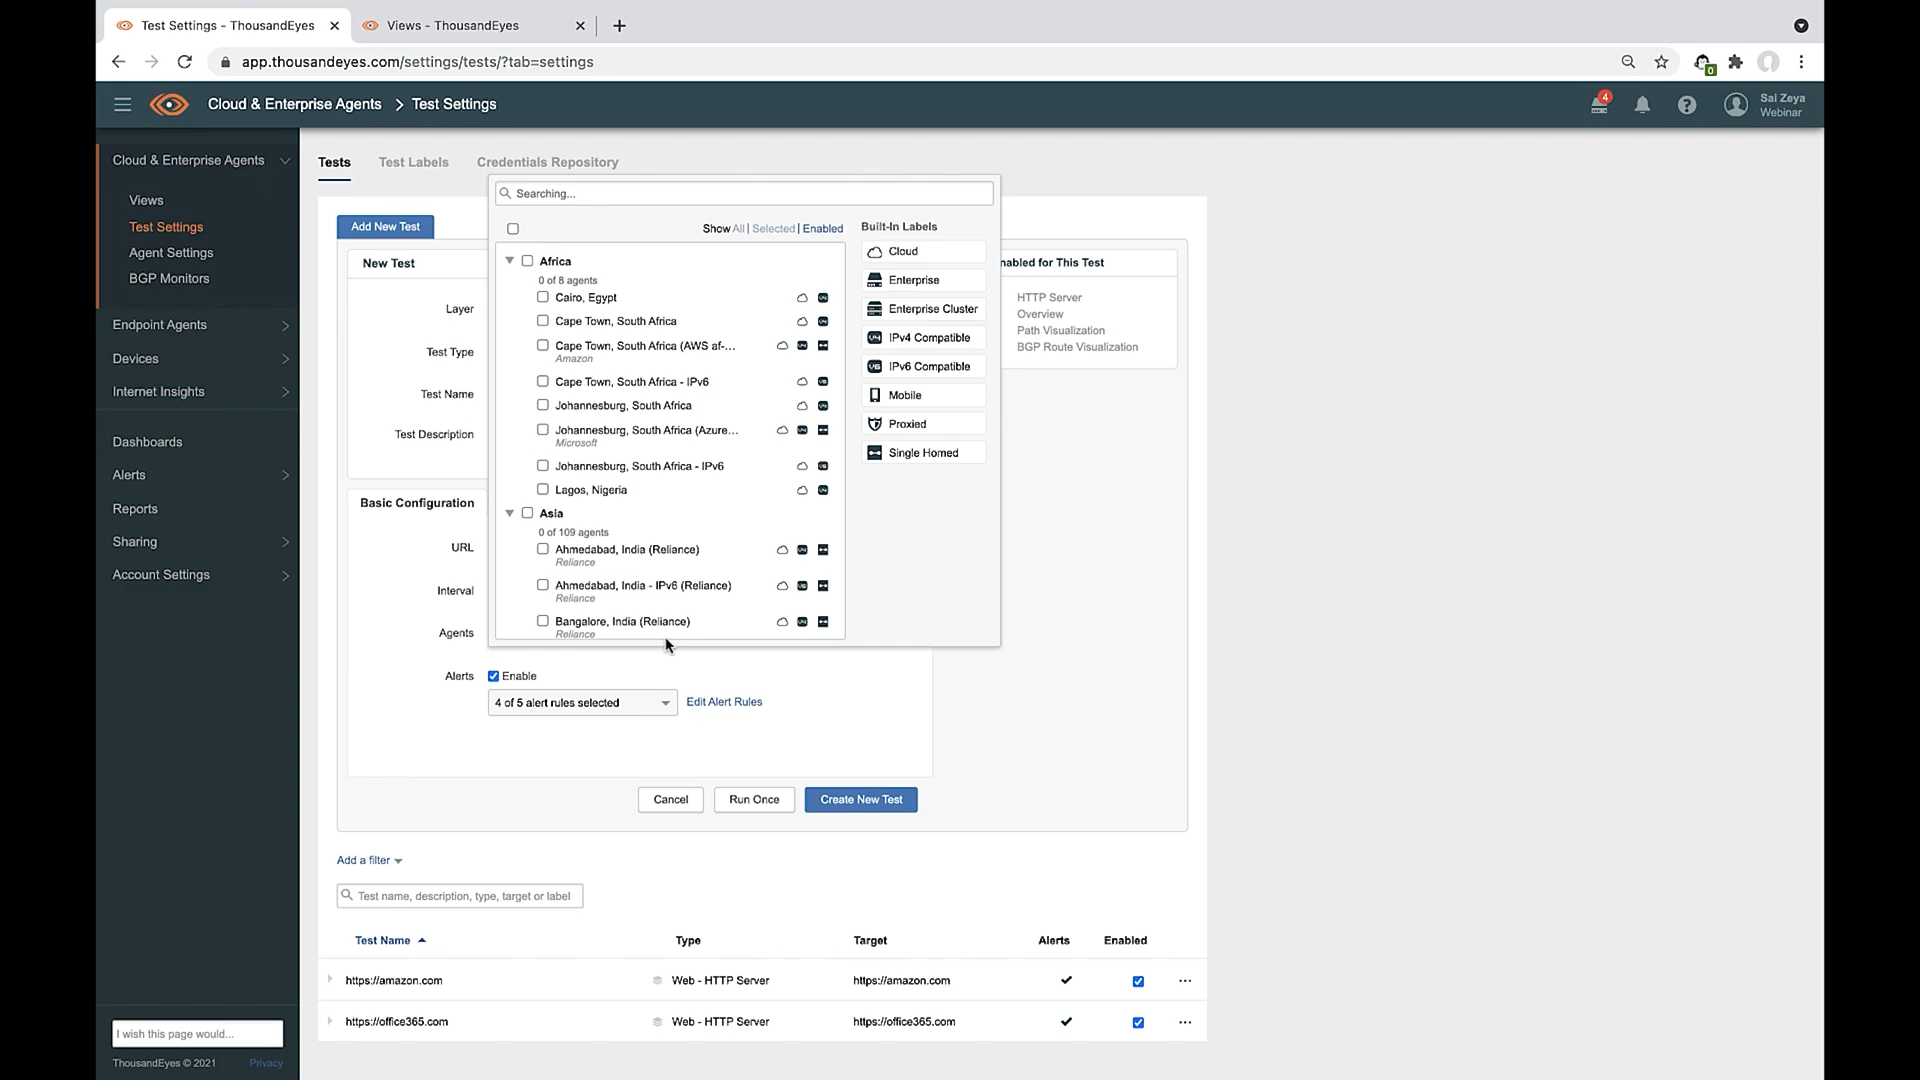 Test Settings - ThousandEyes
Views - ThousandEyes
app.thousandeyes.com/settings/tests/?tab=settings
0
Cloud & Enterprise Agents > Test Settings
4
Sai Zeya
Webinar
Cloud & Enterprise Agents
Views
Test Settings
Agent Settings
BGP Monitors
Endpoint Agents
Devices
Internet Insights
Dashboards
Alerts
Reports
Sharing
Account Settings
I wish this page would...
ThousandEyes © 2021 Privacy
Tests Test Labels Credentials Repository
Add New Test
New Test
Layer
Test Type
Test Name
Test Description
Basic Configuration
URL
Interval
Agents
Searching...
Show All | Selected | Enabled
Africa
0 of 8 agents
Cairo, Egypt
Cape Town, South Africa
Cape Town, South Africa (AWS af-...
Amazon
Cape Town, South Africa - IPv6
Johannesburg, South Africa
Johannesburg, South Africa (Azure...
Microsoft
Johannesburg, South Africa - IPv6
Lagos, Nigeria
Asia
0 of 109 agents
Ahmedabad, India (Reliance)
Reliance
Ahmedabad, India - IPv6 (Reliance)
Reliance
Bangalore, India (Reliance)
Reliance
Built-In Labels
Cloud
Enterprise
Enterprise Cluster
IPv4 Compatible
IPv6 Compatible
Mobile
Proxied
Single Homed
nabled for This Test
HTTP Server
Overview
Path Visualization
BGP Route Visualization
Alerts Enable
4 of 5 alert rules selected Edit Alert Rules
Cancel Run Once Create New Test
Add a filter
Test name, description, type, target or label
Test Name Type Target Alerts Enabled
https://amazon.com Web - HTTP Server https://amazon.com
https://office365.com Web - HTTP Server https://office365.com